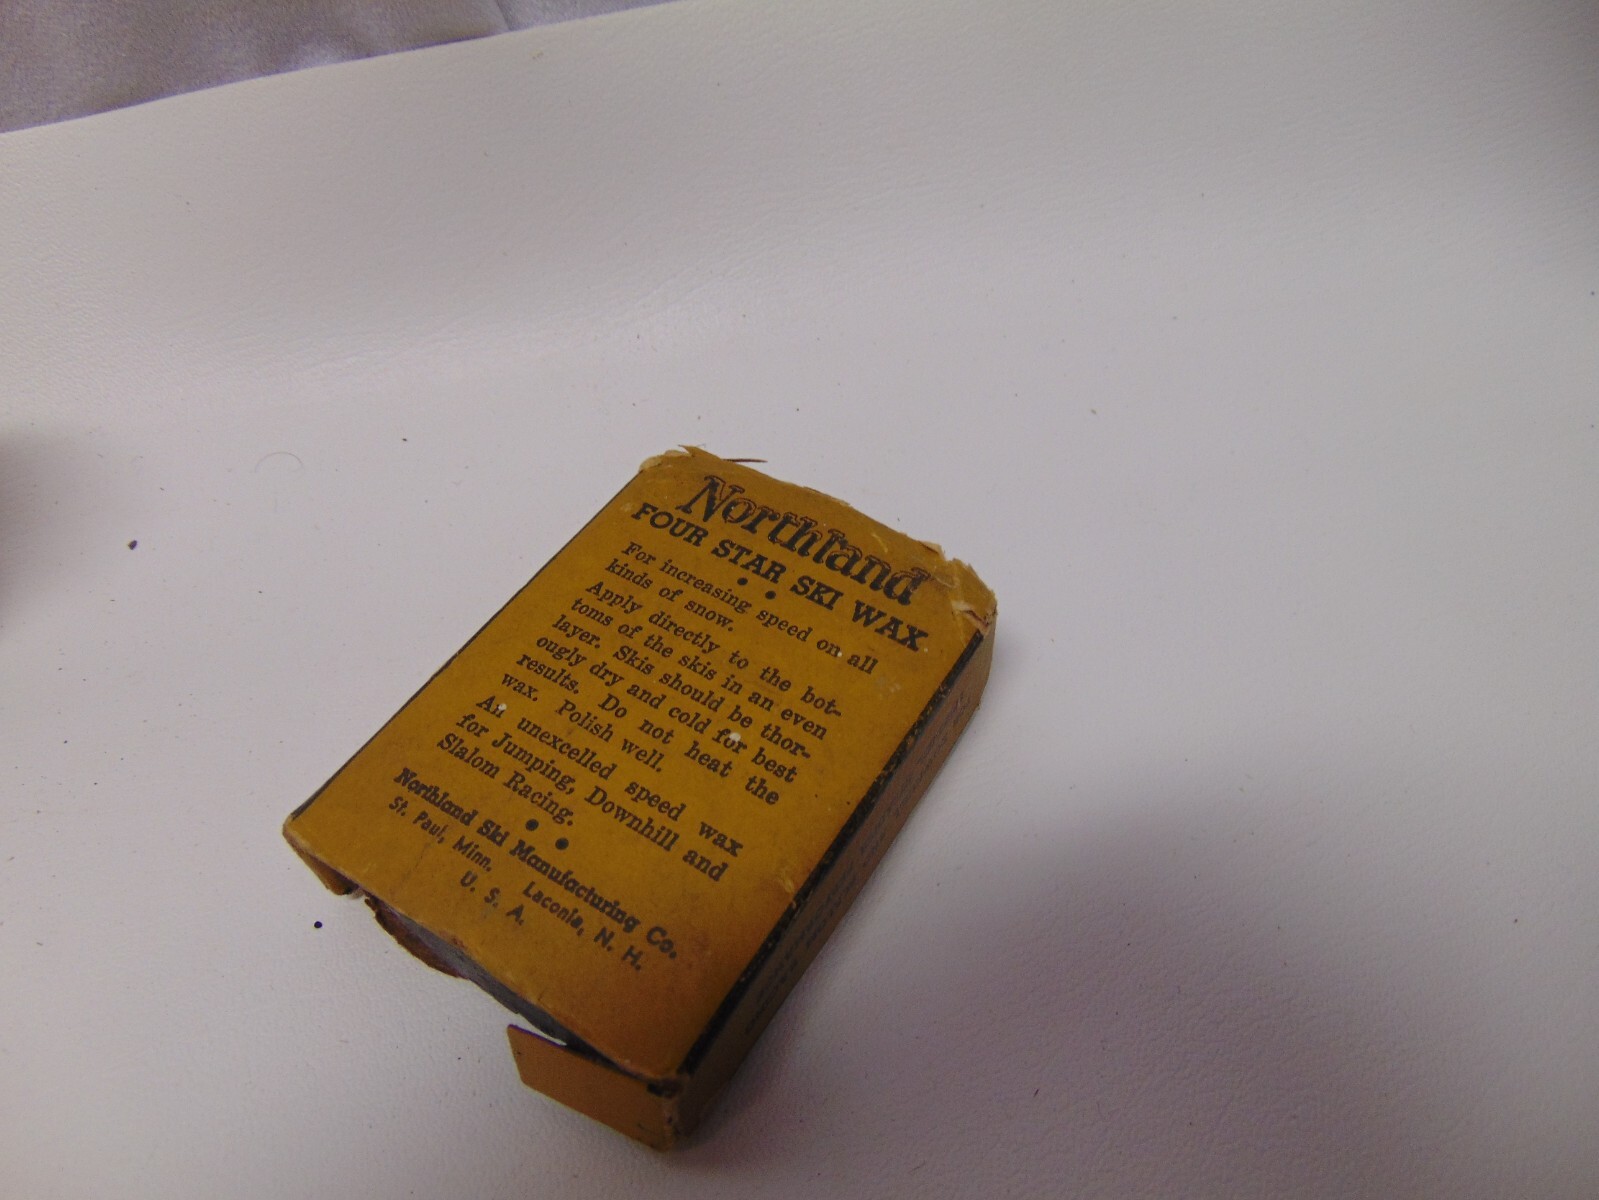 Northland
FOUR STAR SKI WAX
For increasing speed on all
kinds of snow.
Apply directly to the bot-
toms of the skis in an even
layer. Skis should be thor-
oughly dry and cold for best
results. Do not heat the
wax. Polish well.
An unexcelled speed wax
for Jumping, Downhill and
Slalom Racing.
Northland Ski Manufacturing Co.
St. Paul, Minn. Laconia, N. H.
U. S. A.